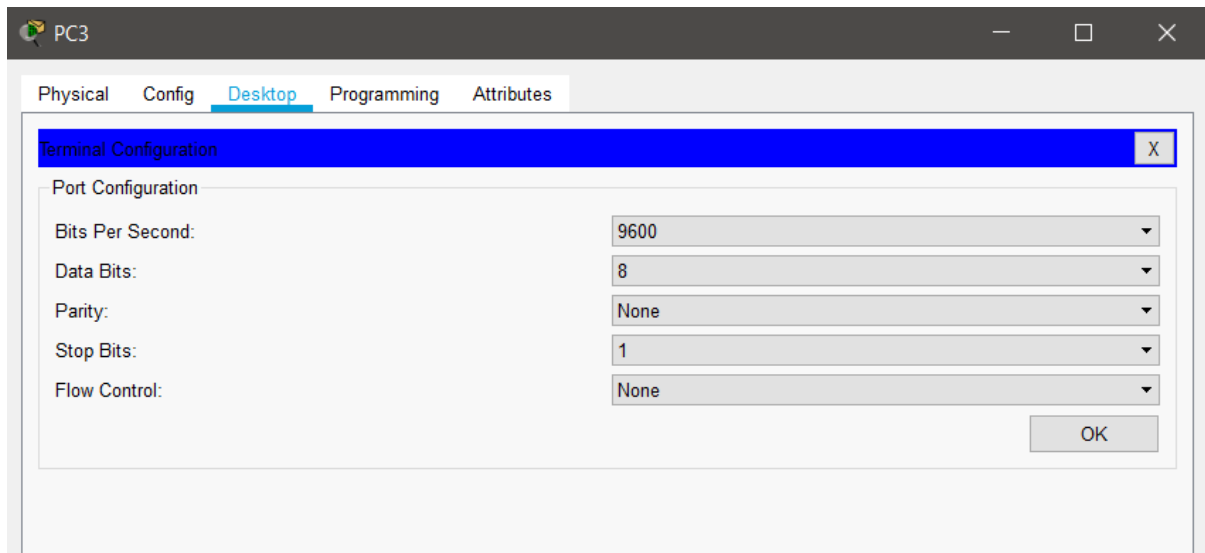 PC3
Physical Config Desktop Programming Attributes
Terminal Configuration X
Port Configuration
Bits Per Second: 9600
Data Bits: 8
Parity: None
Stop Bits: 1
Flow Control: None
OK